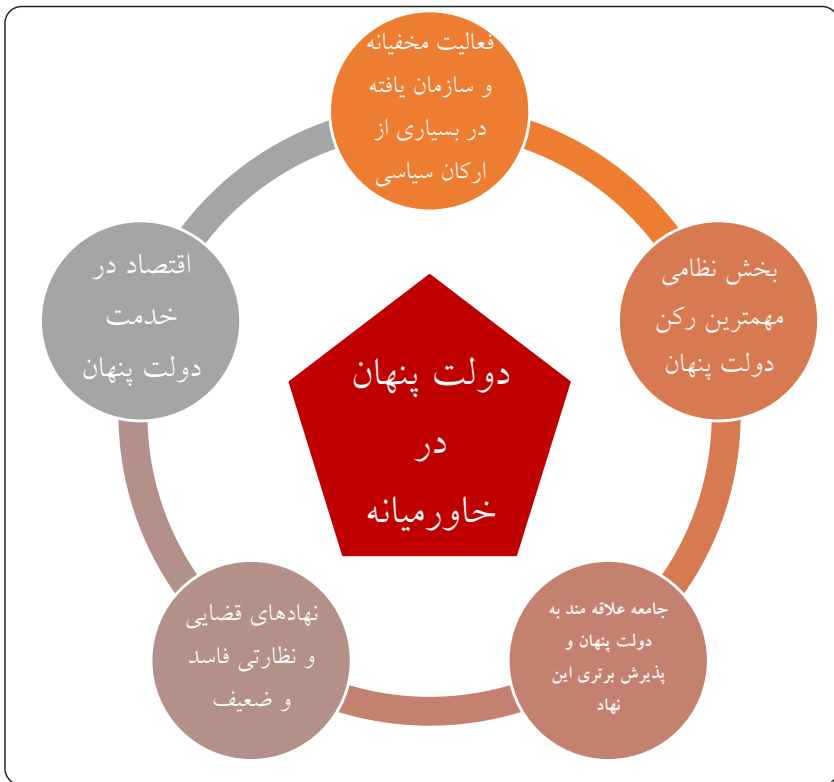 فعالیت مخفیانه
و سازمان یافته
در بسیاری از
ارکان سیاسی
بخش نظامی
مهمترین رکن
دولت پنهان
جامعه علاقه مند به
دولت پنهان و
پذیرش برتری این
نهاد
نهادهای قضایی
و نظارتی فاسد
و ضعیف
اقتصاد در
خدمت
دولت پنهان
دولت پنهان
در
خاورمیانه